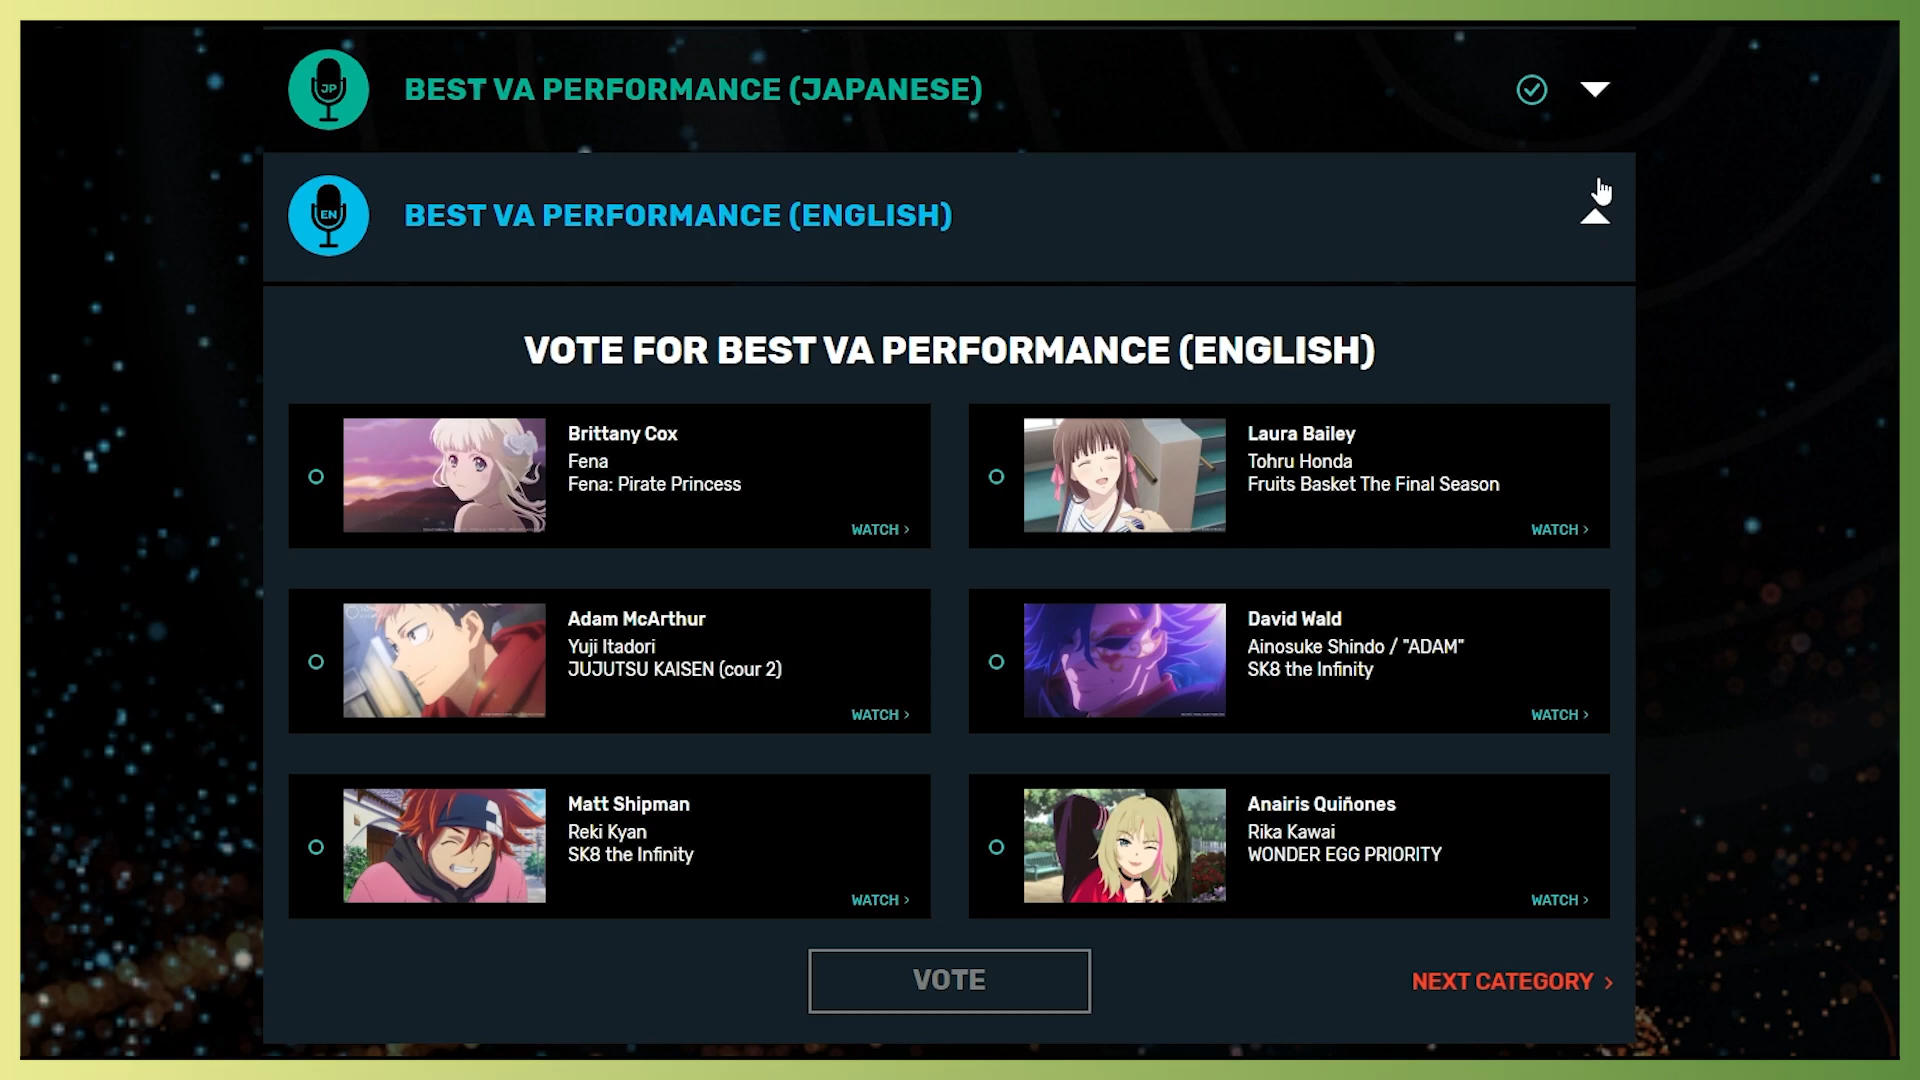 JP
BEST VA PERFORMANCE (JAPANESE)
EN
BEST VA PERFORMANCE (ENGLISH)
VOTE FOR BEST VA PERFORMANCE (ENGLISH)
Brittany Cox
Fena
Fena: Pirate Princess
WATCH >
Laura Bailey
Tohru Honda
Fruits Basket The Final Season
WATCH >
Adam McArthur
Yuji Itadori
JUJUTSU KAISEN (cour 2)
WATCH >
David Wald
Ainosuke Shindo / "ADAM"
SK8 the Infinity
WATCH >
Matt Shipman
Reki Kyan
SK8 the Infinity
WATCH >
Anairis Quiñones
Rika Kawai
WONDER EGG PRIORITY
WATCH >
VOTE
NEXT CATEGORY >